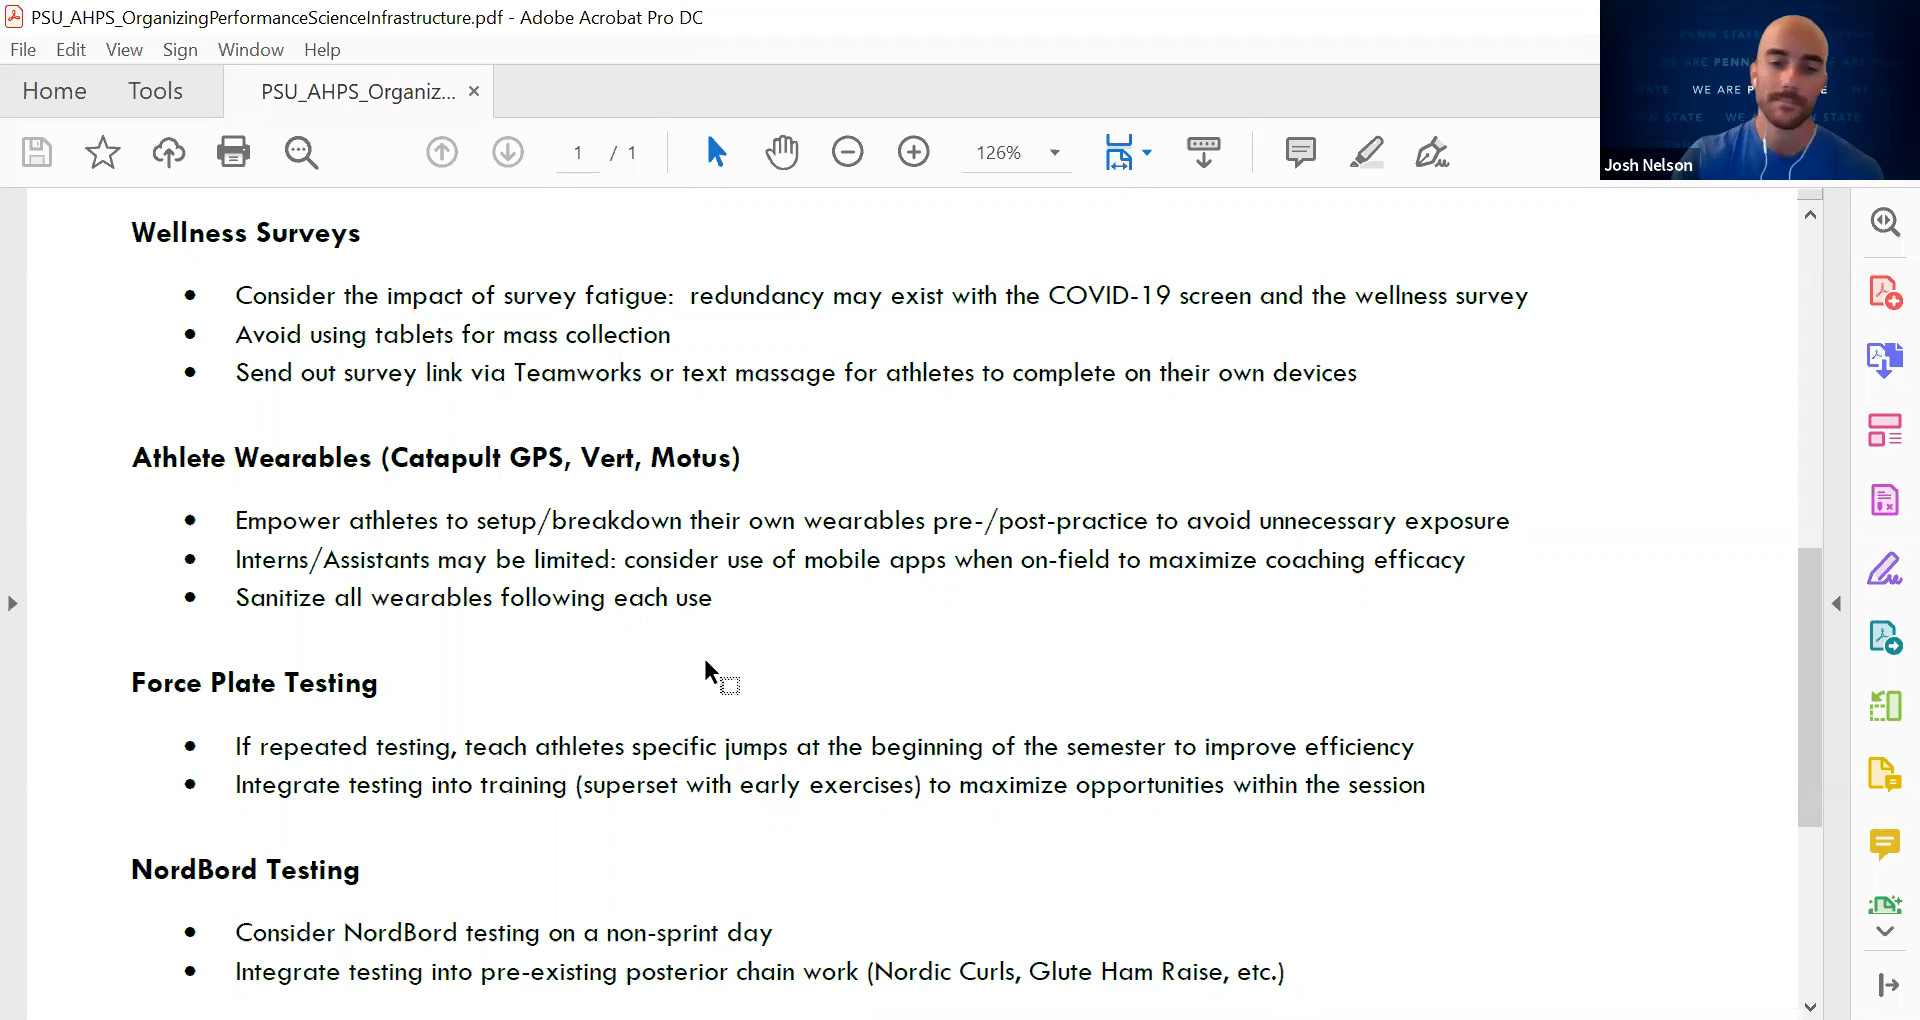 PSU_AHPS_OrganizingPerformanceScienceInfrastructure.pdf - Adobe Acrobat Pro DC
File Edit View Sign Window Help
Home Tools PSU_AHPS_Organiz... ×
1 / 1 126%
WE ARE
Josh Nelson
Wellness Surveys
• Consider the impact of survey fatigue: redundancy may exist with the COVID-19 screen and the wellness survey
• Avoid using tablets for mass collection
• Send out survey link via Teamworks or text massage for athletes to complete on their own devices
Athlete Wearables (Catapult GPS, Vert, Motus)
• Empower athletes to setup/breakdown their own wearables pre-/post-practice to avoid unnecessary exposure
• Interns/Assistants may be limited: consider use of mobile apps when on-field to maximize coaching efficacy
• Sanitize all wearables following each use
Force Plate Testing
• If repeated testing, teach athletes specific jumps at the beginning of the semester to improve efficiency
• Integrate testing into training (superset with early exercises) to maximize opportunities within the session
NordBord Testing
• Consider NordBord testing on a non-sprint day
• Integrate testing into pre-existing posterior chain work (Nordic Curls, Glute Ham Raise, etc.)